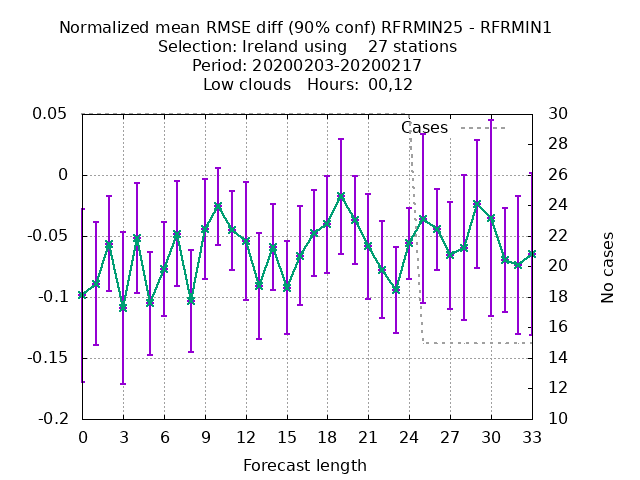 Normalized mean RMSE diff (90% conf) RFRMIN25 - RFRMIN1
Selection: Ireland using    27 stations
Period: 20200203-20200217
Low clouds   Hours:  00,12
Cases
0.05
0
-0.05
-0.1
-0.15
-0.2
30
28
26
24
22
20
18
16
14
12
10
No cases
0 3 6 9 12 15 18 21 24 27 30 33
Forecast length